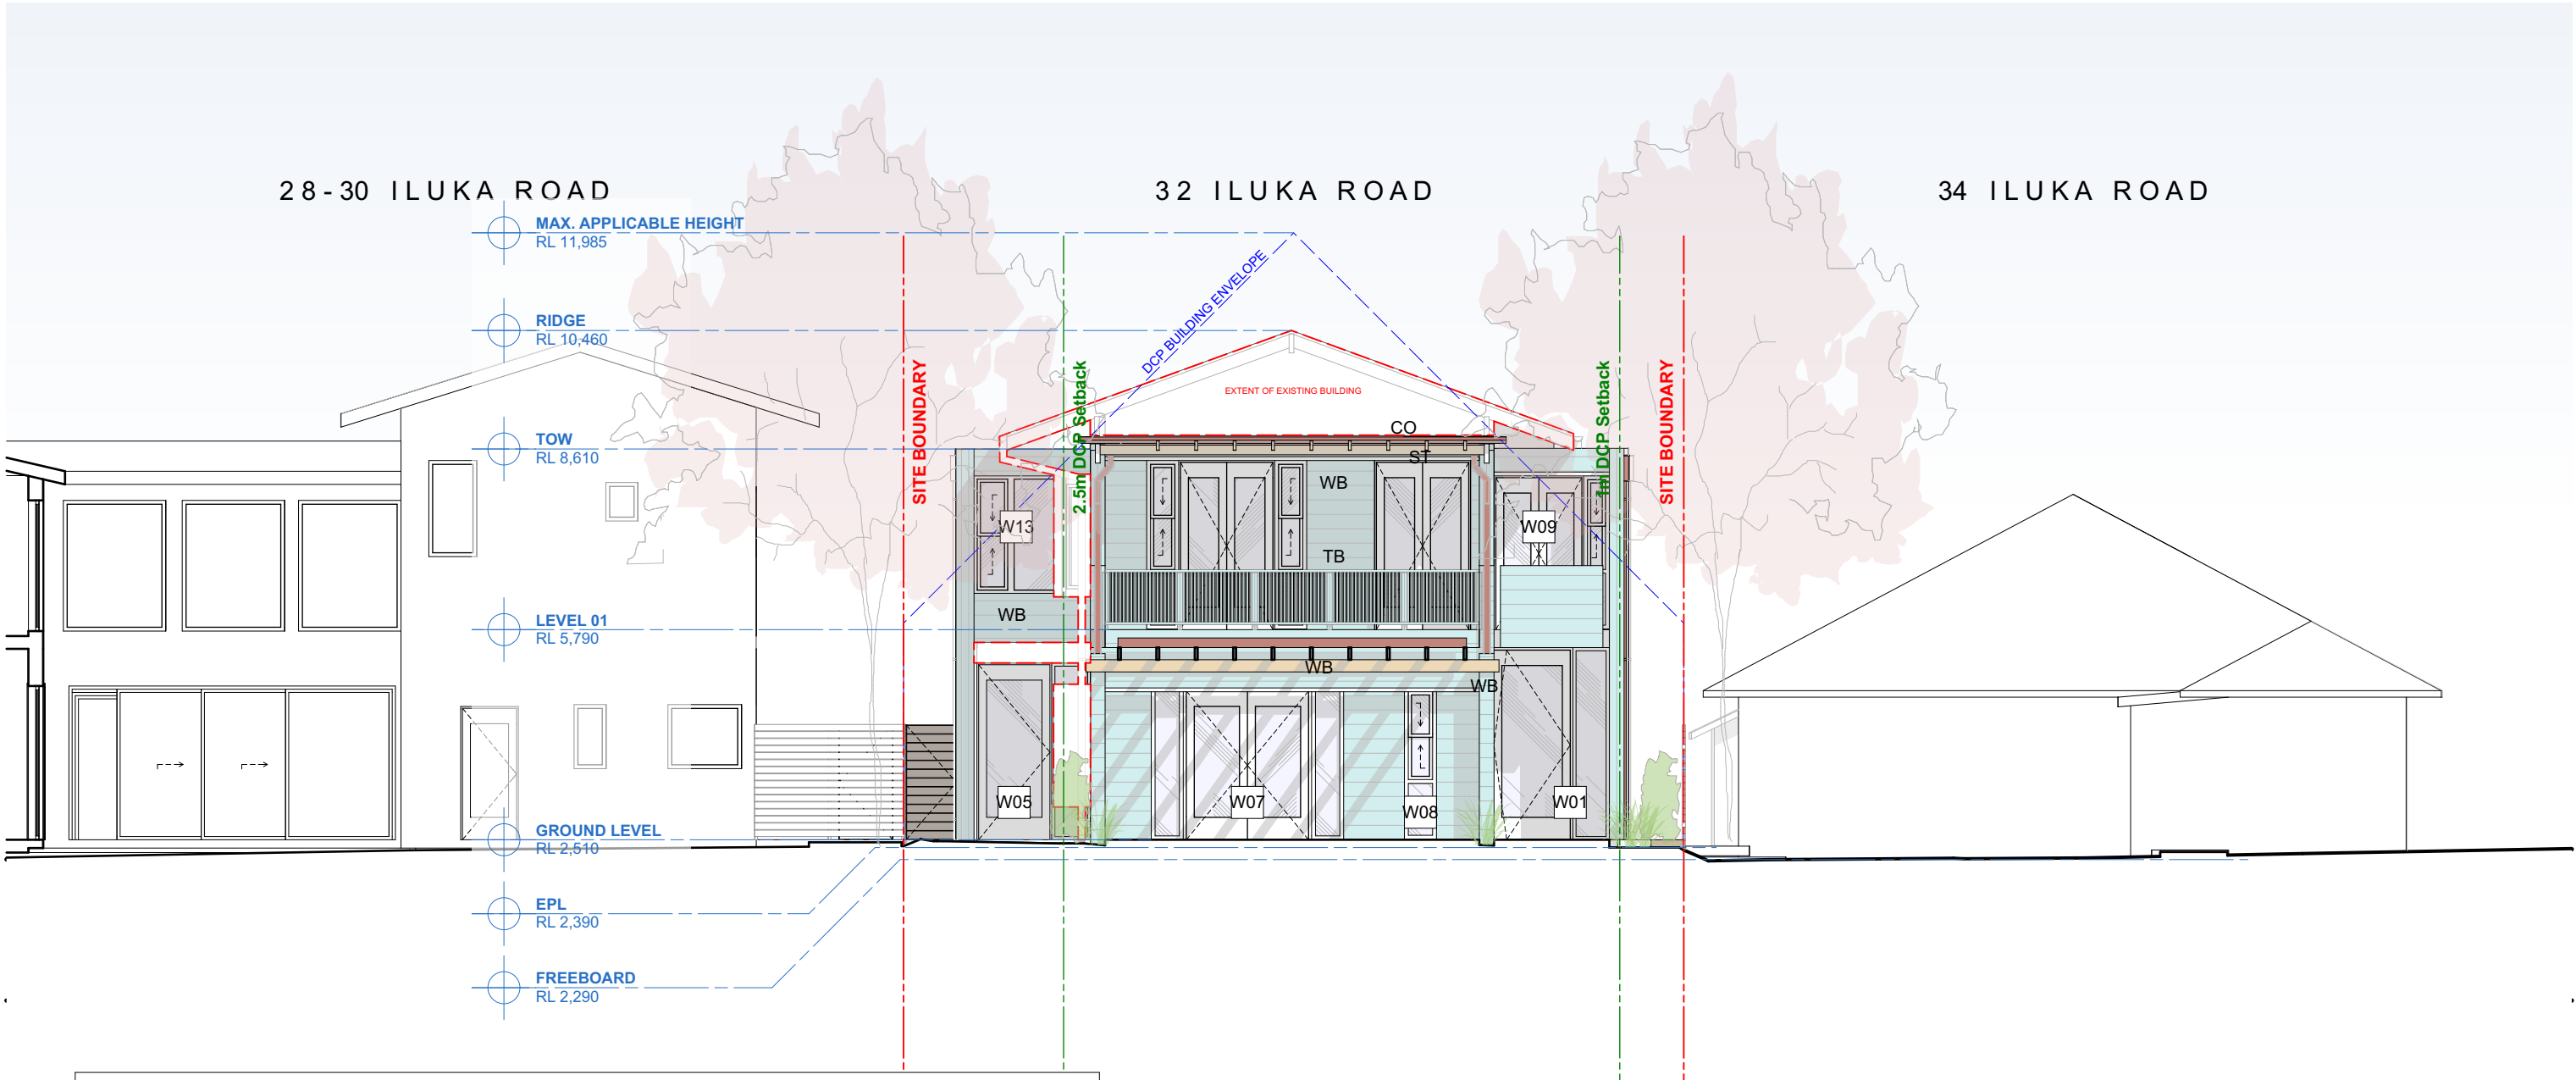 28-30 ILUKA ROAD
32 ILUKA ROAD
34 ILUKA ROAD
MAX. APPLICABLE HEIGHT
RL 11,985
DCP BUILDING ENVELOPE
RIDGE
RL 10,460
SITE BOUNDARY
2.5m DCP Setback
EXTENT OF EXISTING BUILDING
1m DCP Setback
SITE BOUNDARY
CO
TOW
RL 8,610
ST
WB
W13
W09
TB
WB
LEVEL 01
RL 5,790
WB
WB
W05
W07
W08
W01
GROUND LEVEL
RL 2,510
EPL
RL 2,390
FREEBOARD
RL 2,290